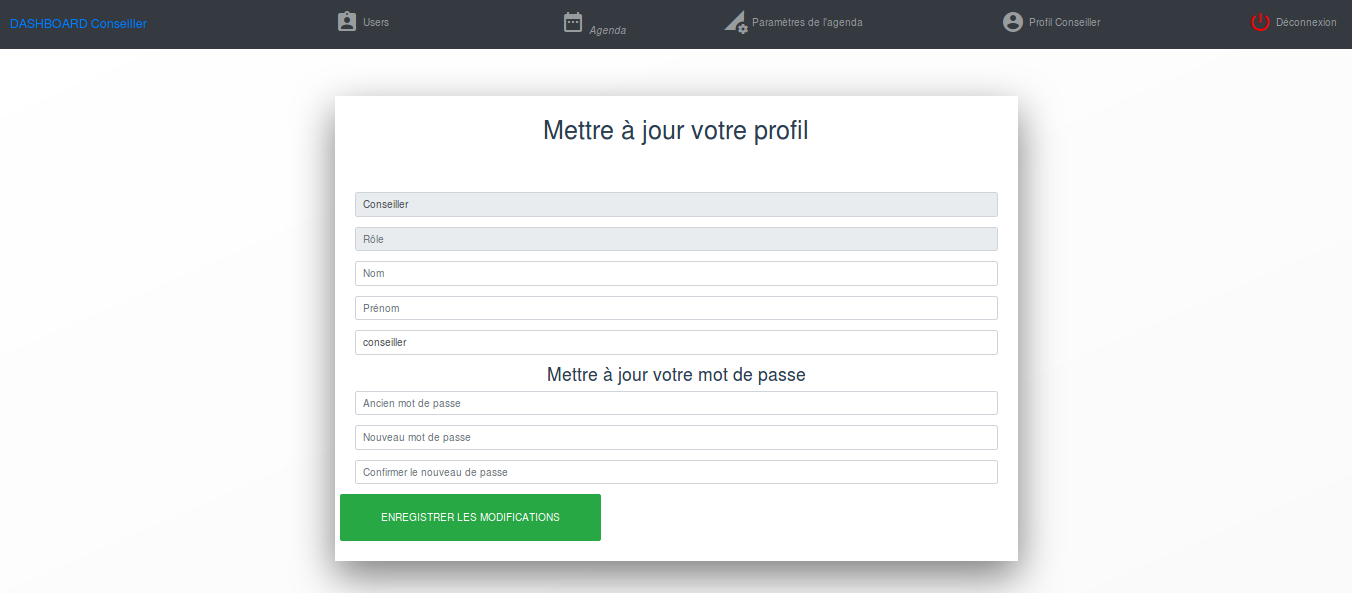 DASHBOARD Conseiller
Users
Agenda
Paramètres de l'agenda
Profil Conseiller
Déconnexion
Mettre à jour votre profil
Conseiller
Rôle
Nom
Prénom
conseiller
Mettre à jour votre mot de passe
Ancien mot de passe
Nouveau mot de passe
Confirmer le nouveau de passe
ENREGISTRER LES MODIFICATIONS